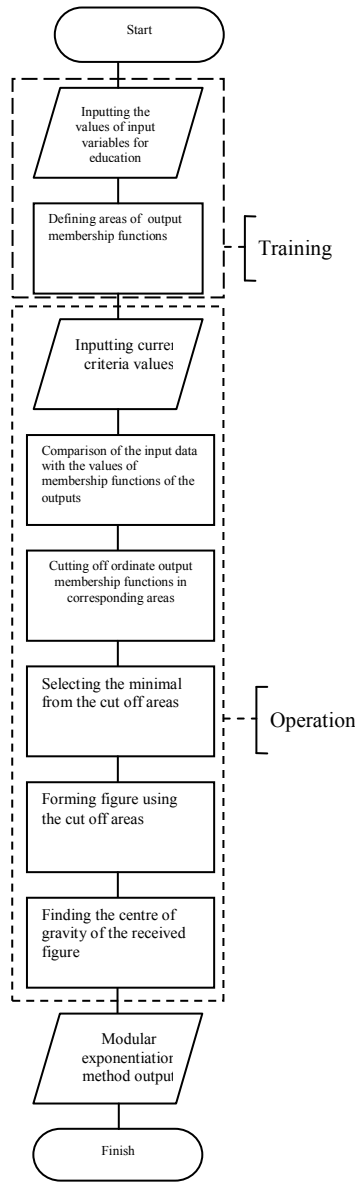 Start
Inputting the
values of input
variables for
education
Defining areas of output
membership functions
Training
Inputting curre
criteria values
Comparison of the input data
with the values of
membership functions of the
outputs
Cutting off ordinate output
membership functions in
corresponding areas
Selecting the minimal
from the cut off areas
Operation
Forming figure using
the cut off areas
Finding the centre of
gravity of the received
figure
Modular
exponentiation
method output
Finish